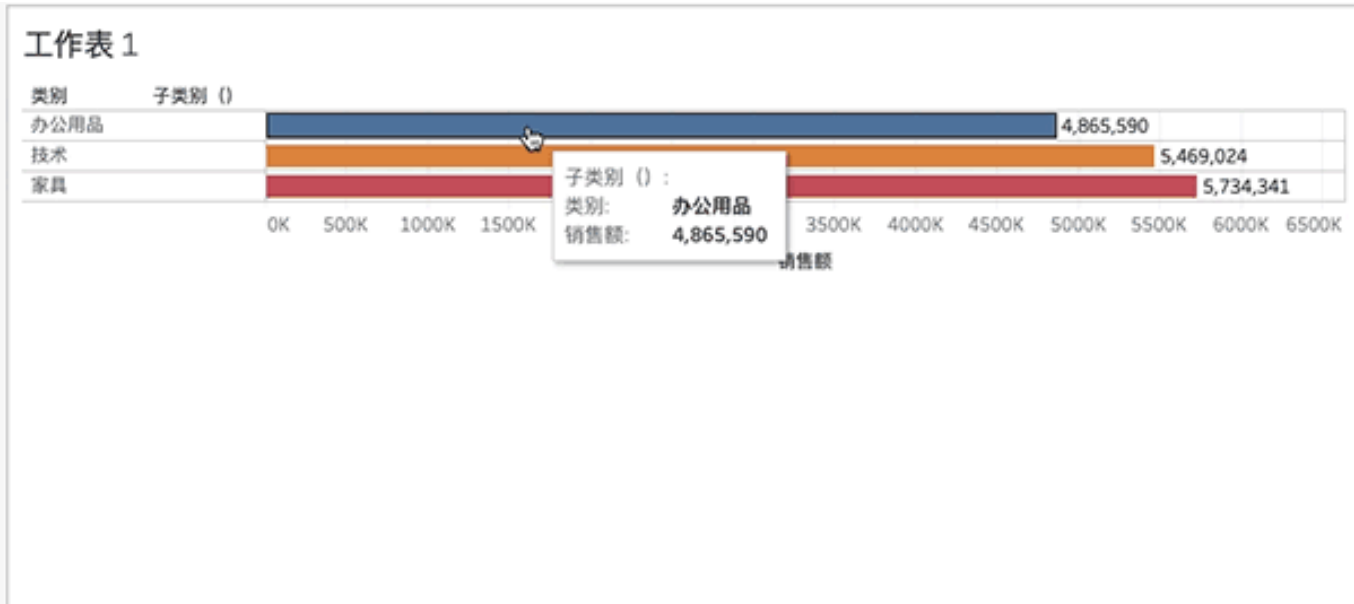 工作表 1
类别 子类别（）
办公用品 4,865,590
技术 5,469,024
家具 5,734,341
子类别（）:
类别: 办公用品
销售额: 4,865,590
0K 500K 1000K 1500K 3500K 4000K 4500K 5000K 5500K 6000K 6500K
销售额